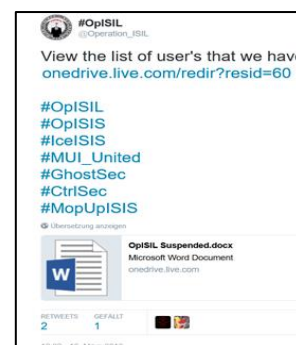 #OpISIL
@Operation_ISIL
View the list of user's that we hav
onedrive.live.com/redir?resid=60
#OpISIL
#OpISIS
#IceISIS
#MUI_United
#GhostSec
#CtrlSec
#MopUpISIS
Übersetzung anzeigen
W
OpISIL Suspended.docx
Microsoft Word Document
onedrive.live.com
RETWEETS GEFÄLLT
2 1